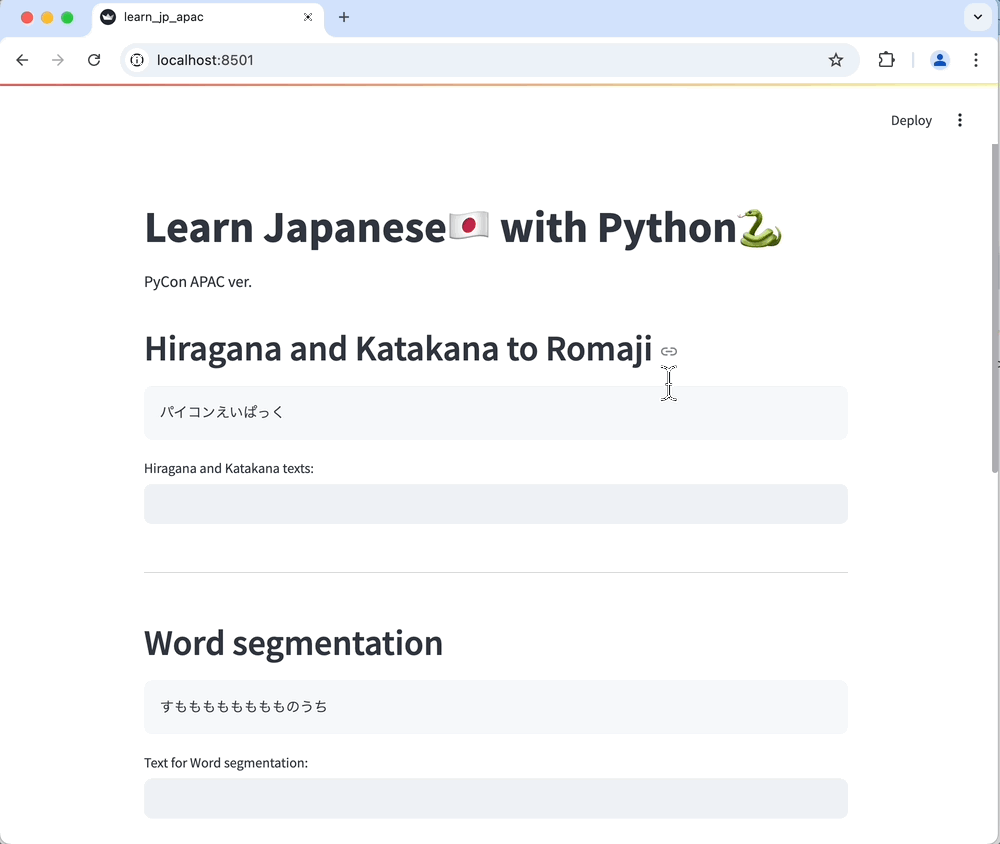 learn_jp_apac
localhost:8501
Deploy
Learn Japanese🇯🇵 with Python🐍
PyCon APAC ver.
Hiragana and Katakana to Romaji
パイコンえいぱっく
Hiragana and Katakana texts:
Word segmentation
すもももももももものうち
Text for Word segmentation: